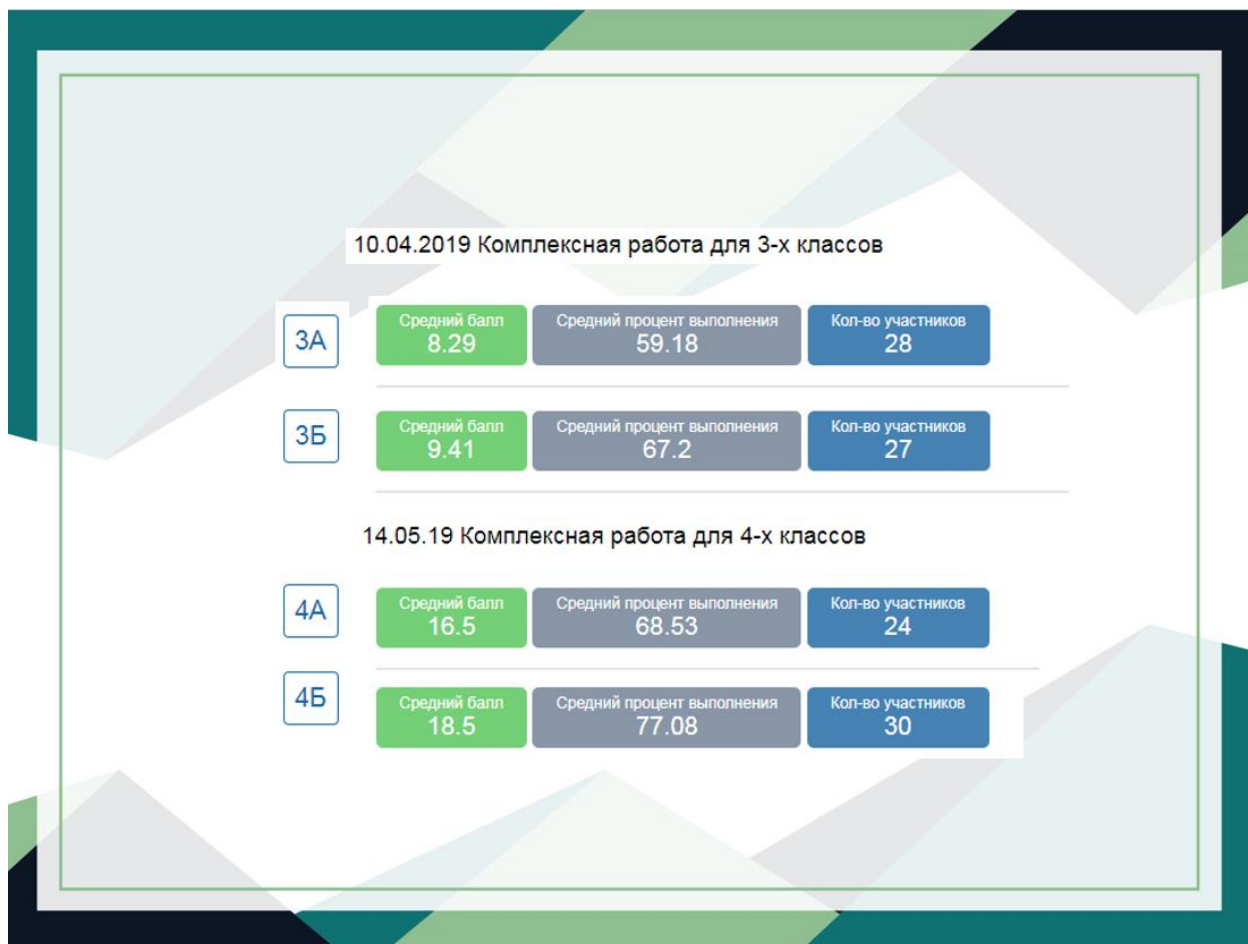 10.04.2019 Комплексная работа для 3-х классов
3А
Средний балл Средний процент выполнения Кол-во участников
8.29 59.18 28
3Б
Средний балл Средний процент выполнения Кол-во участников
9.41 67.2 27
14.05.19 Комплексная работа для 4-х классов
4А
Средний балл Средний процент выполнения Кол-во участников
16.5 68.53 24
4Б
Средний балл Средний процент выполнения Кол-во участников
18.5 77.08 30